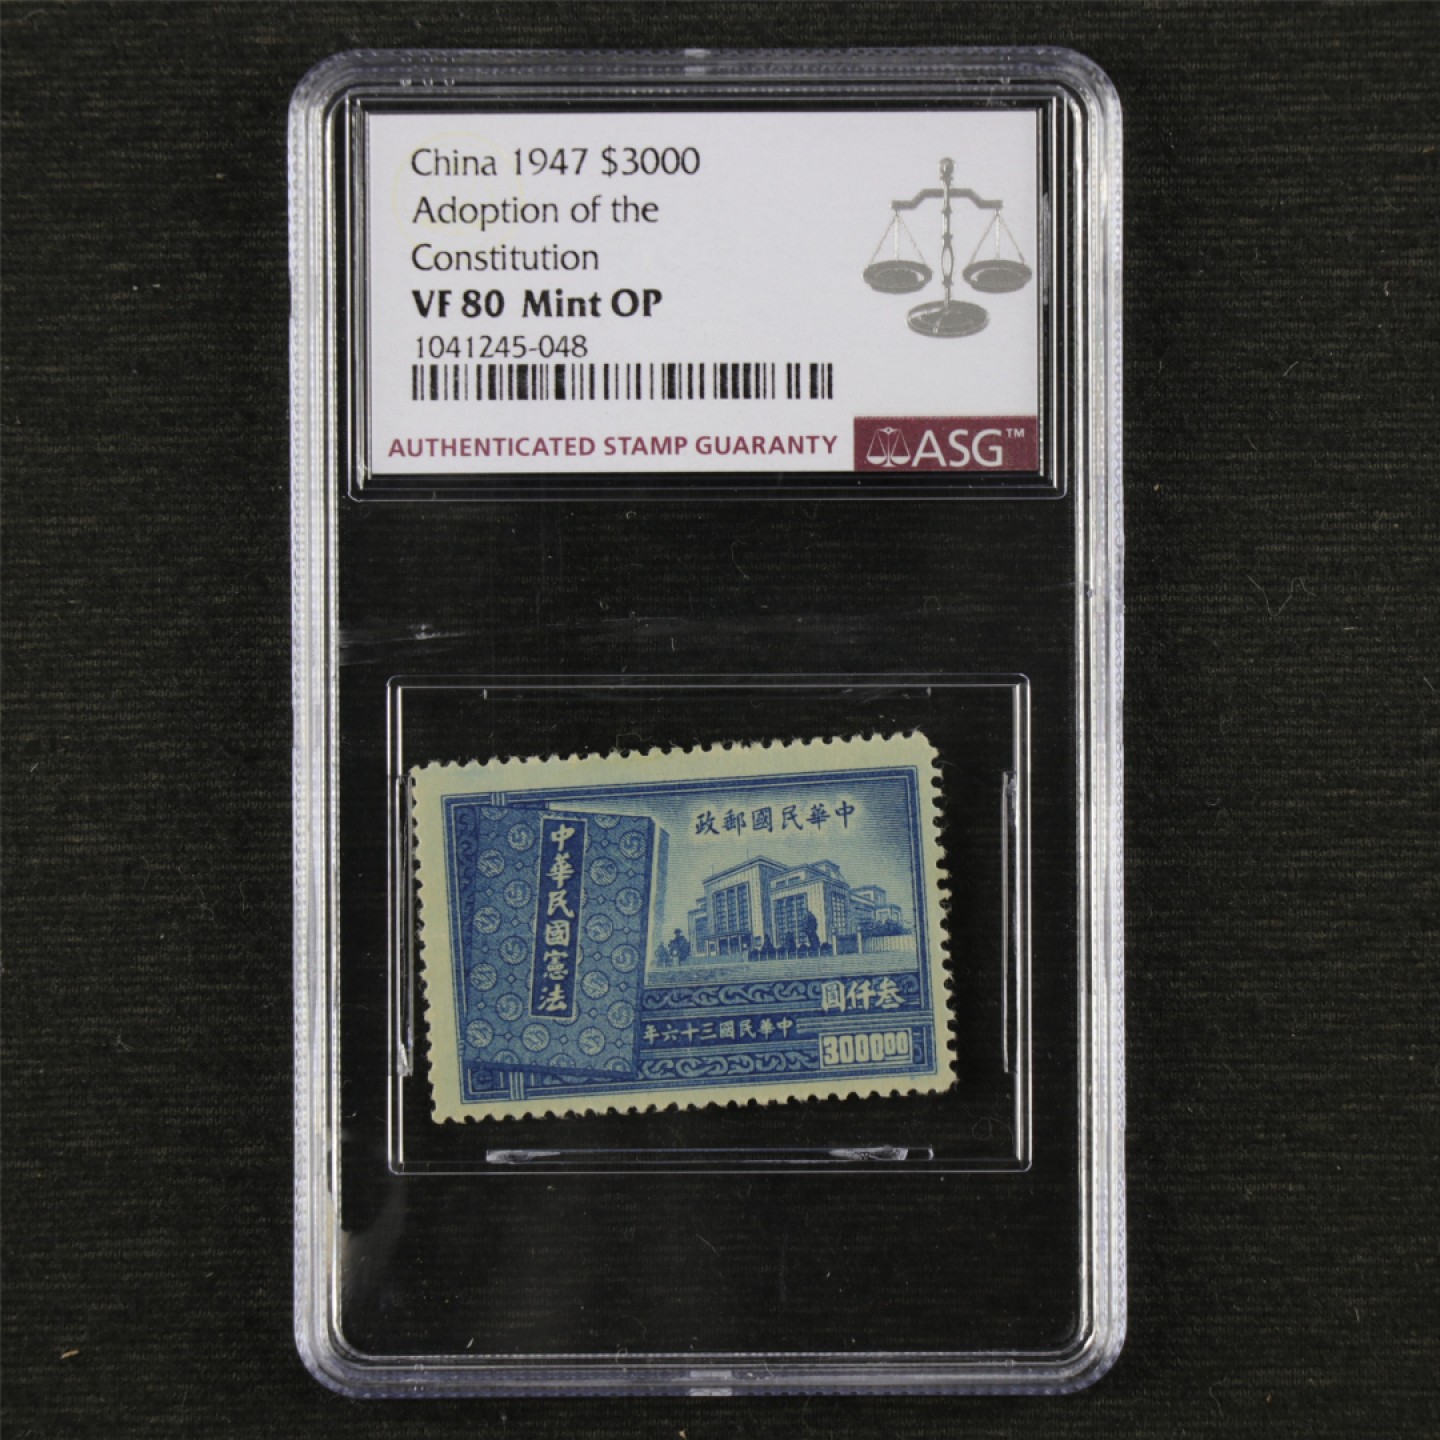 China 1947 $3000
Adoption of the
Constitution
VF 80 Mint OP
1041245-048
AUTHENTICATED STAMP GUARANTY
ASG™
政郵國民華中
中華民國憲法
圓仟叁
年六十三國民華中
300000